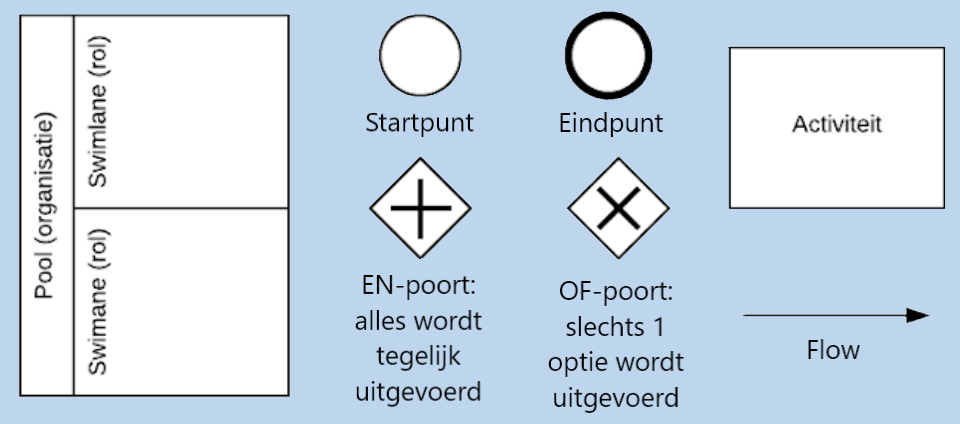 Pool (organisatie)
Swimlane (rol)
Swimane (rol)
Startpunt
Eindpunt
Activiteit
EN-poort:
alles wordt
tegelijk
uitgevoerd
OF-poort:
slechts 1
optie wordt
uitgevoerd
Flow